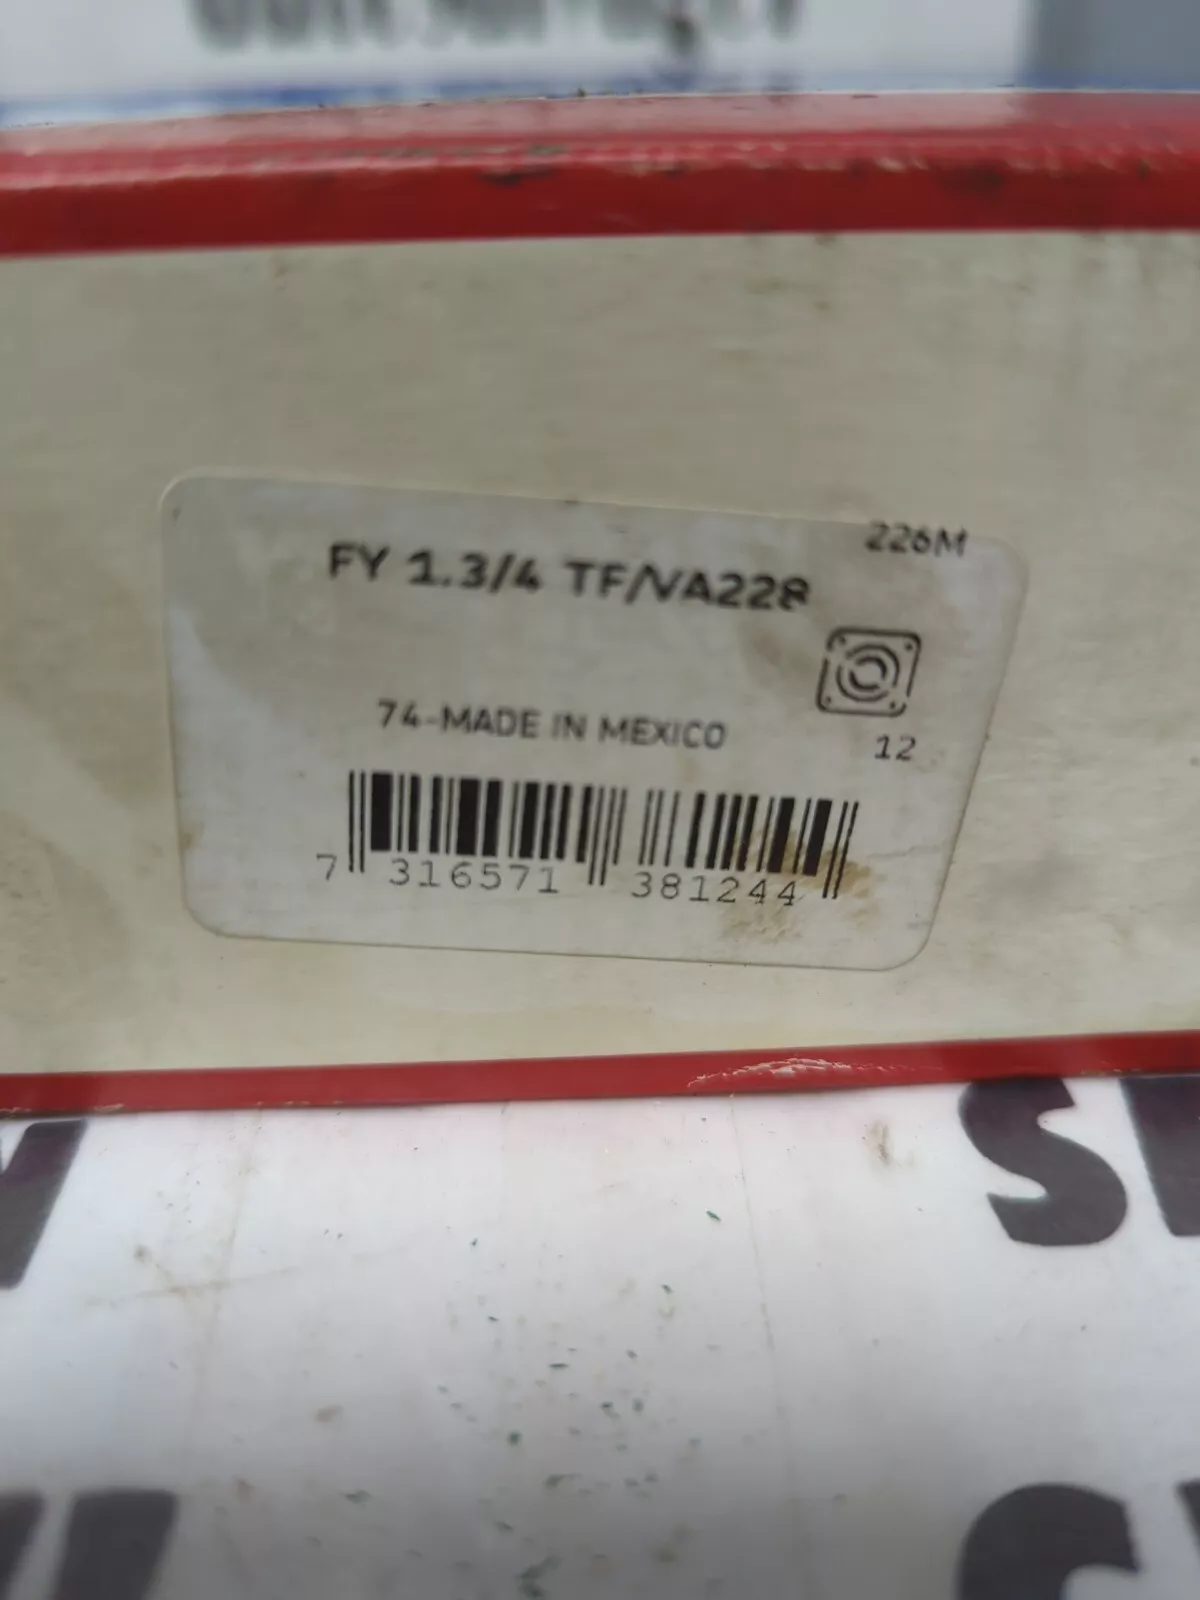 226M
FY 1.3/4 TF/VA228
74-MADE IN MEXICO
12
7 316571 381244